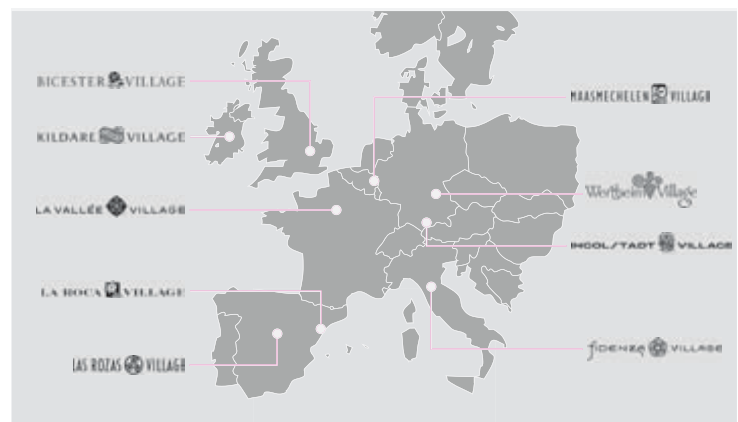 BICESTER VILLAGE
KILDARE VILLAGE
LA VALLÉE VILLAGE
LA ROCA VILLAGE
LAS ROZAS VILLAGE
MAASMECHELEN VILLAGE
Wertheim Village
INGOLSTADT VILLAGE
FIDENZA VILLAGE